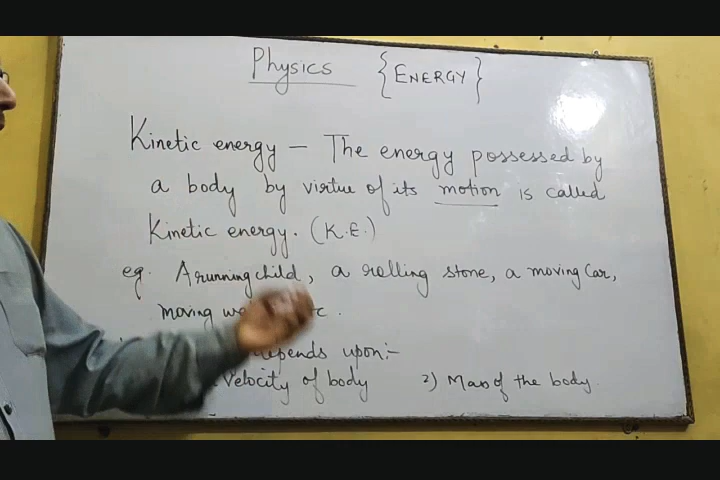 Physics {ENERGY}
Kinetic energy — The energy possessed by
a body by virtue of its motion is called
Kinetic energy. (K.E.)
eg. A running child, a rolling stone, a moving Car,
moving
depends upon:-
Velocity of body 2) Mass of the body.